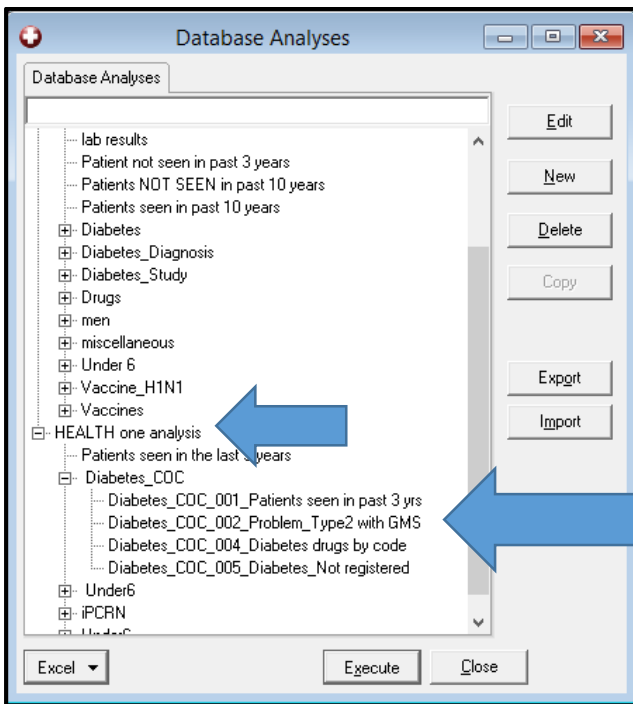 Database Analyses
Database Analyses
lab results
Patient not seen in past 3 years
Patients NOT SEEN in past 10 years
Patients seen in past 10 years
Diabetes
Diabetes_Diagnosis
Diabetes_Study
Drugs
men
miscellaneous
Under 6
Vaccine_H1N1
Vaccines
HEALTH one analysis
Patients seen in the last years
Diabetes_COC
Diabetes_COC_001_Patients seen in past 3 yrs
Diabetes_COC_002_Problem_Type2 with GMS
Diabetes_COC_004_Diabetes drugs by code
Diabetes_COC_005_Diabetes_Not registered
Under6
iPCRN
Edit
New
Delete
Copy
Export
Import
Excel
Execute
Close